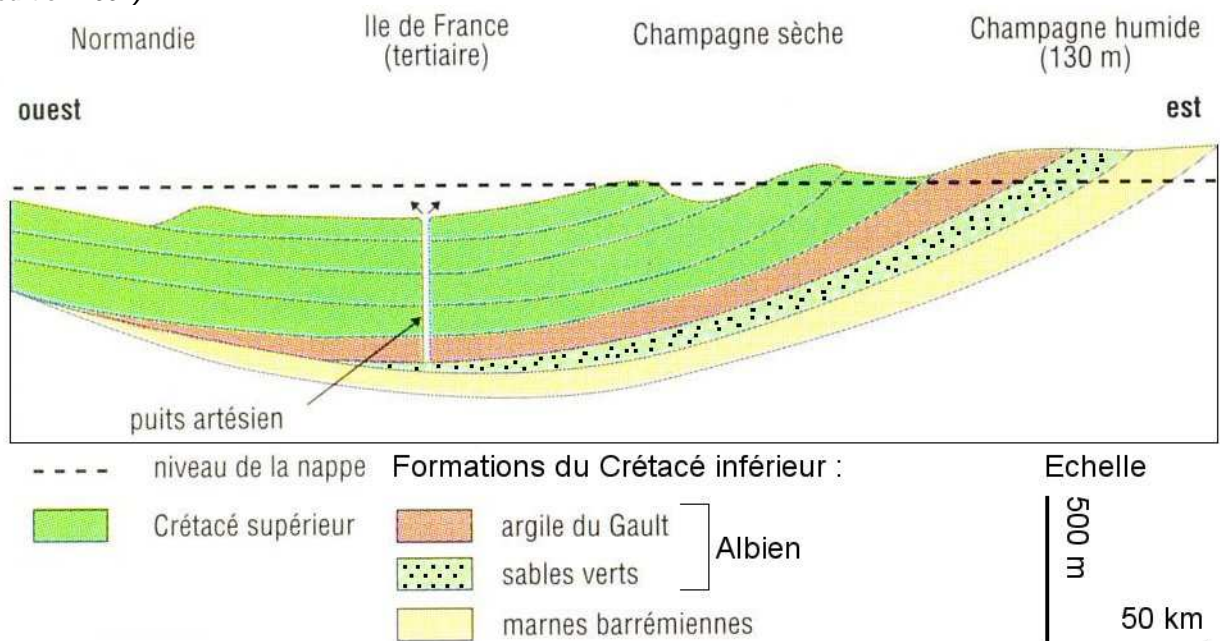 Normandie
Ile de France
(tertiaire)
Champagne sèche
Champagne humide
(130 m)
ouest
est
puits artésien
niveau de la nappe
Formations du Crétacé inférieur :
Echelle
Crétacé supérieur
argile du Gault
sables verts
Albien
marnes barrémiennes
500 m
50 km